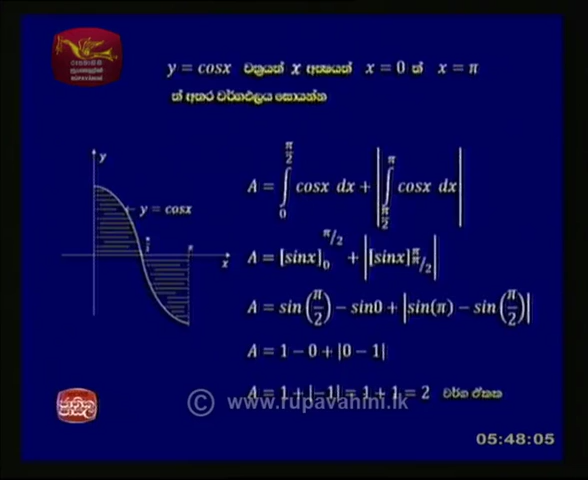 y = cosx වක්‍රයත් x අක්ෂයත් x = 0 ත් x = π
ත් අතර වර්ගඵලය සොයන්න
y
y = cosx
π/2
π
x
A = ∫₀^{π/2} cosx dx + |∫_{π/2}^{π} cosx dx|
A = [sinx]₀^{π/2} + |[sinx]_{π/2}^{π}|
A = sin(π/2) − sin0 + |sin(π) − sin(π/2)|
A = 1 − 0 + |0 − 1|
A = 1 + |−1| = 1 + 1 = 2 වර්ග ඒකක
© www.rupavahini.lk
05:48:05